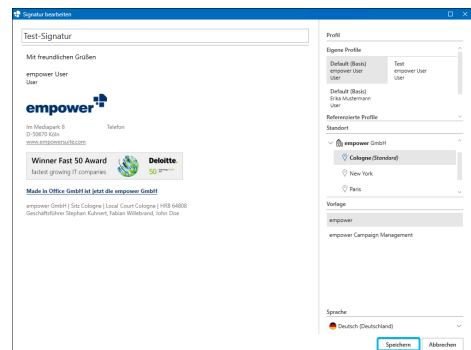 Signatur bearbeiten
Test-Signatur
Mit freundlichen Grüßen
empower User
User
empower
Im Mediapark 8 Telefon
D-50670 Köln
www.empowersuite.com
Winner Fast 50 Award
fastest growing IT companies
Deloitte.
50
Made in Office GmbH ist jetzt die empower GmbH
empower GmbH | Sitz Cologne | Local Court Cologne | HRB 64808
Geschäftsführer Stephan Kuhnert, Fabian Willebrand, John Doe
Profil
Eigene Profile
Default (Basis)
empower User
User
Test
empower User
User
Default (Basis)
Erika Mustermann
User
Referenzierte Profile
Standort
empower GmbH
Cologne (Standard)
New York
Paris
Vorlage
empower
empower Campaign Management
Sprache
Deutsch (Deutschland)
Speichern
Abbrechen